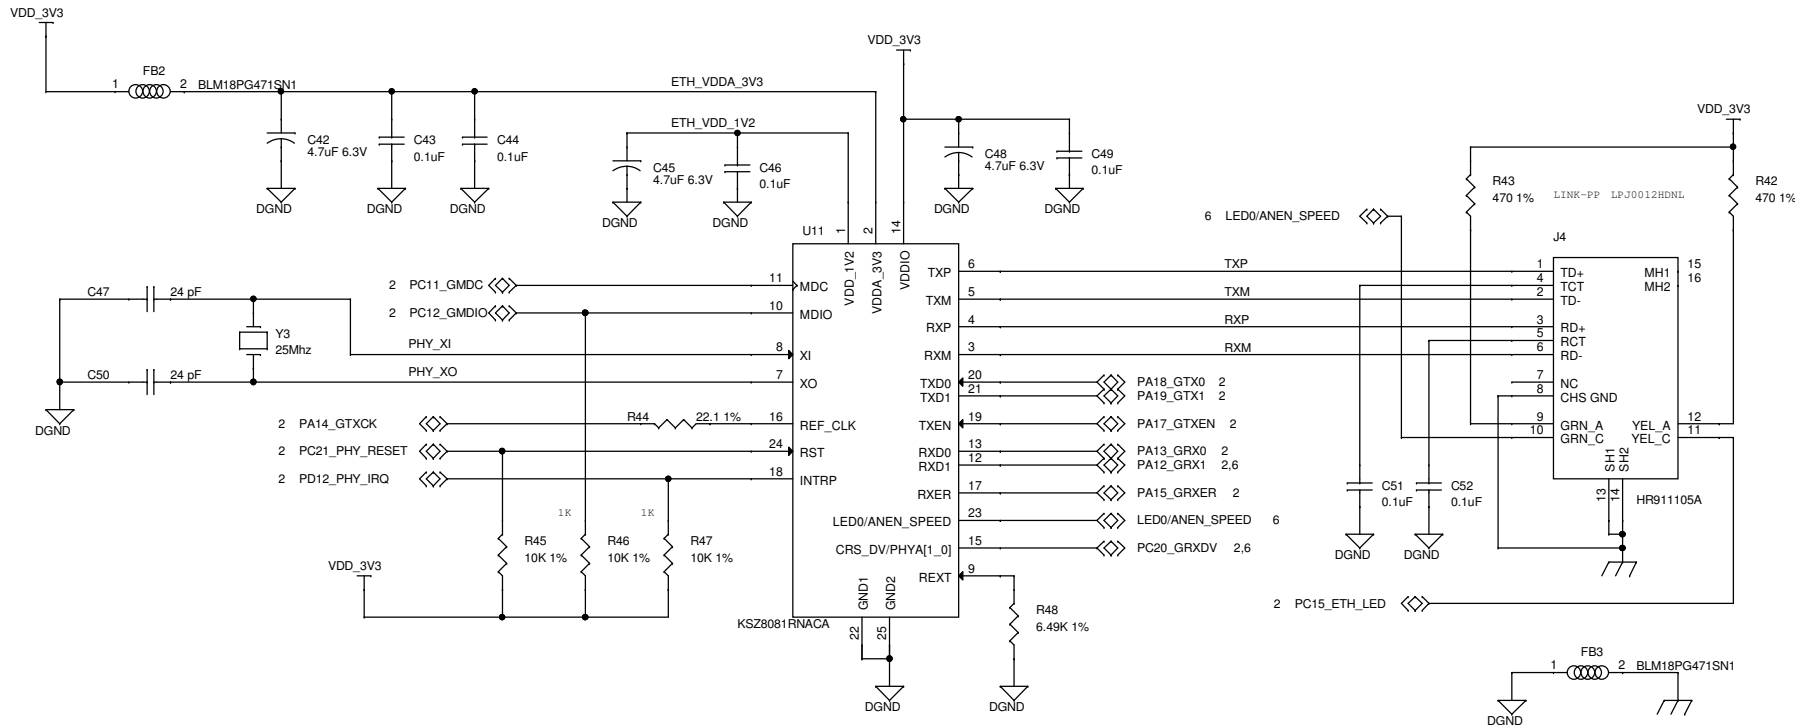 VDD_3V3
FB2
1
2
BLM18PG471SN1
ETH_VDDA_3V3
C42
4.7uF 6.3V
DGND
C43
0.1uF
DGND
C44
0.1uF
DGND
ETH_VDD_1V2
C45
4.7uF 6.3V
DGND
C46
0.1uF
DGND
VDD_3V3
C48
4.7uF 6.3V
DGND
C49
0.1uF
DGND
C47
24 pF
Y3
25Mhz
C50
24 pF
DGND
PHY_XI
PHY_XO
2 PC11_GMDC
2 PC12_GMDIO
2 PA14_GTXCK
R44
22.1 1%
2 PC21_PHY_RESET
2 PD12_PHY_IRQ
1K
1K
R45
10K 1%
R46
10K 1%
R47
10K 1%
VDD_3V3
U11
1
2
14
VDD_1V2
VDDA_3V3
VDDIO
11 MDC
10 MDIO
8 XI
7 XO
16 REF_CLK
24 RST
18 INTRP
TXP 6
TXM 5
RXP 4
RXM 3
TXD0 20
TXD1 21
TXEN 19
RXD0 13
RXD1 12
RXER 17
LED0/ANEN_SPEED 23
CRS_DV/PHYA[1_0] 15
REXT 9
GND1
GND2
22
25
KSZ8081RNACA
DGND
R48
6.49K 1%
DGND
TXP
TXM
RXP
RXM
PA18_GTX0 2
PA19_GTX1 2
PA17_GTXEN 2
PA13_GRX0 2
PA12_GRX1 2,6
PA15_GRXER 2
LED0/ANEN_SPEED 6
PC20_GRXDV 2,6
6 LED0/ANEN_SPEED
VDD_3V3
R43
470 1%
LINK-PP LPJ0012HDNL
R42
470 1%
J4
1 TD+
4 TCT
2 TD-
3 RD+
5 RCT
6 RD-
7 NC
8 CHS GND
9 GRN_A
10 GRN_C
MH1 15
MH2 16
YEL_A 12
YEL_C 11
SH1
SH2
13
14
HR911105A
C51
0.1uF
DGND
C52
0.1uF
DGND
2 PC15_ETH_LED
FB3
1
2
BLM18PG471SN1
DGND